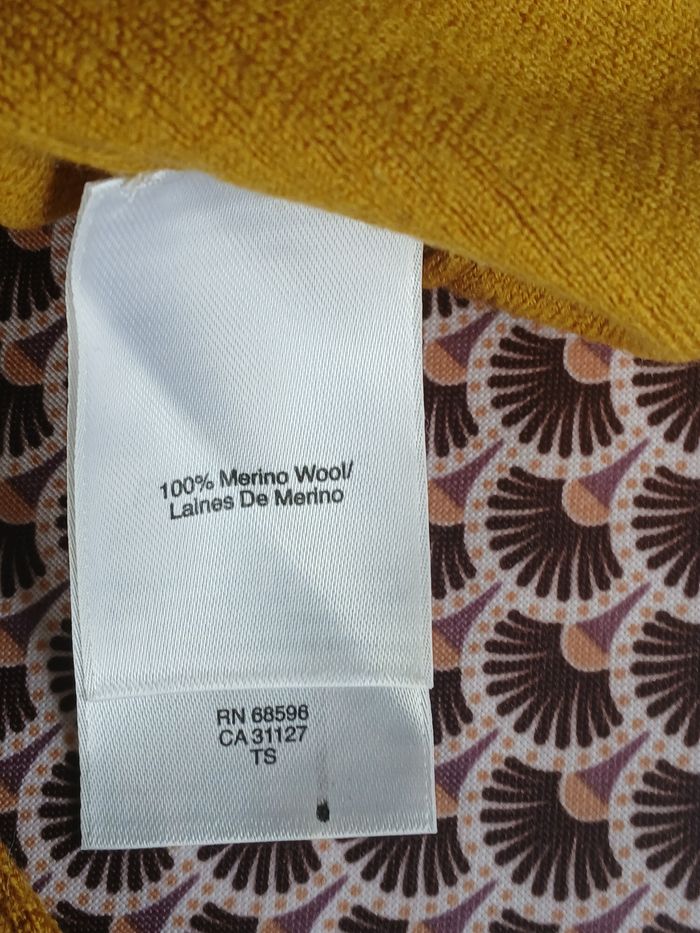 100% Merino Wool/
Laines De Merino
RN 68596
CA 31127
TS